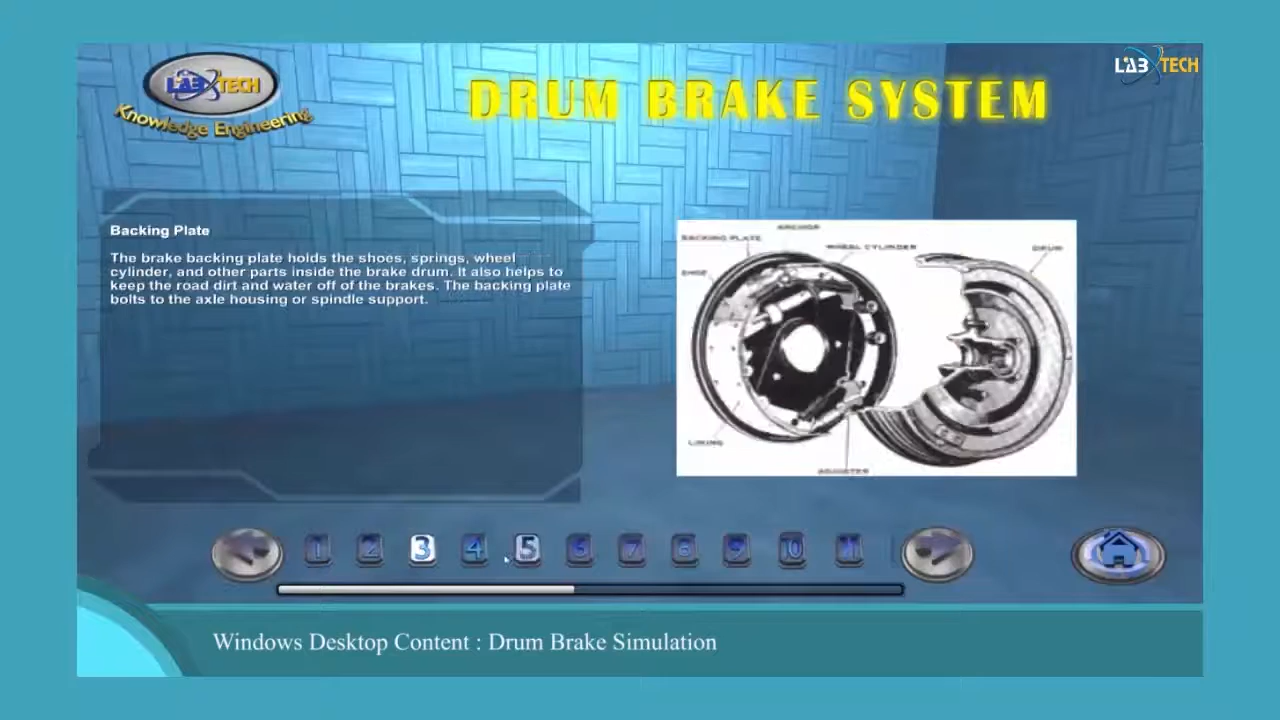 LAB TECH
Knowledge Engineering
DRUM BRAKE SYSTEM
LAB TECH
Backing Plate
The brake backing plate holds the shoes, springs, wheel
cylinder, and other parts inside the brake drum. It also helps to
keep the road dirt and water off of the brakes. The backing plate
bolts to the axle housing or spindle support.
ANCHOR
BACKING PLATE
WHEEL CYLINDER
DRUM
SHOE
LINING
ADJUSTER
1 2 3 4 5 6 7 8 9 10 11
Windows Desktop Content : Drum Brake Simulation